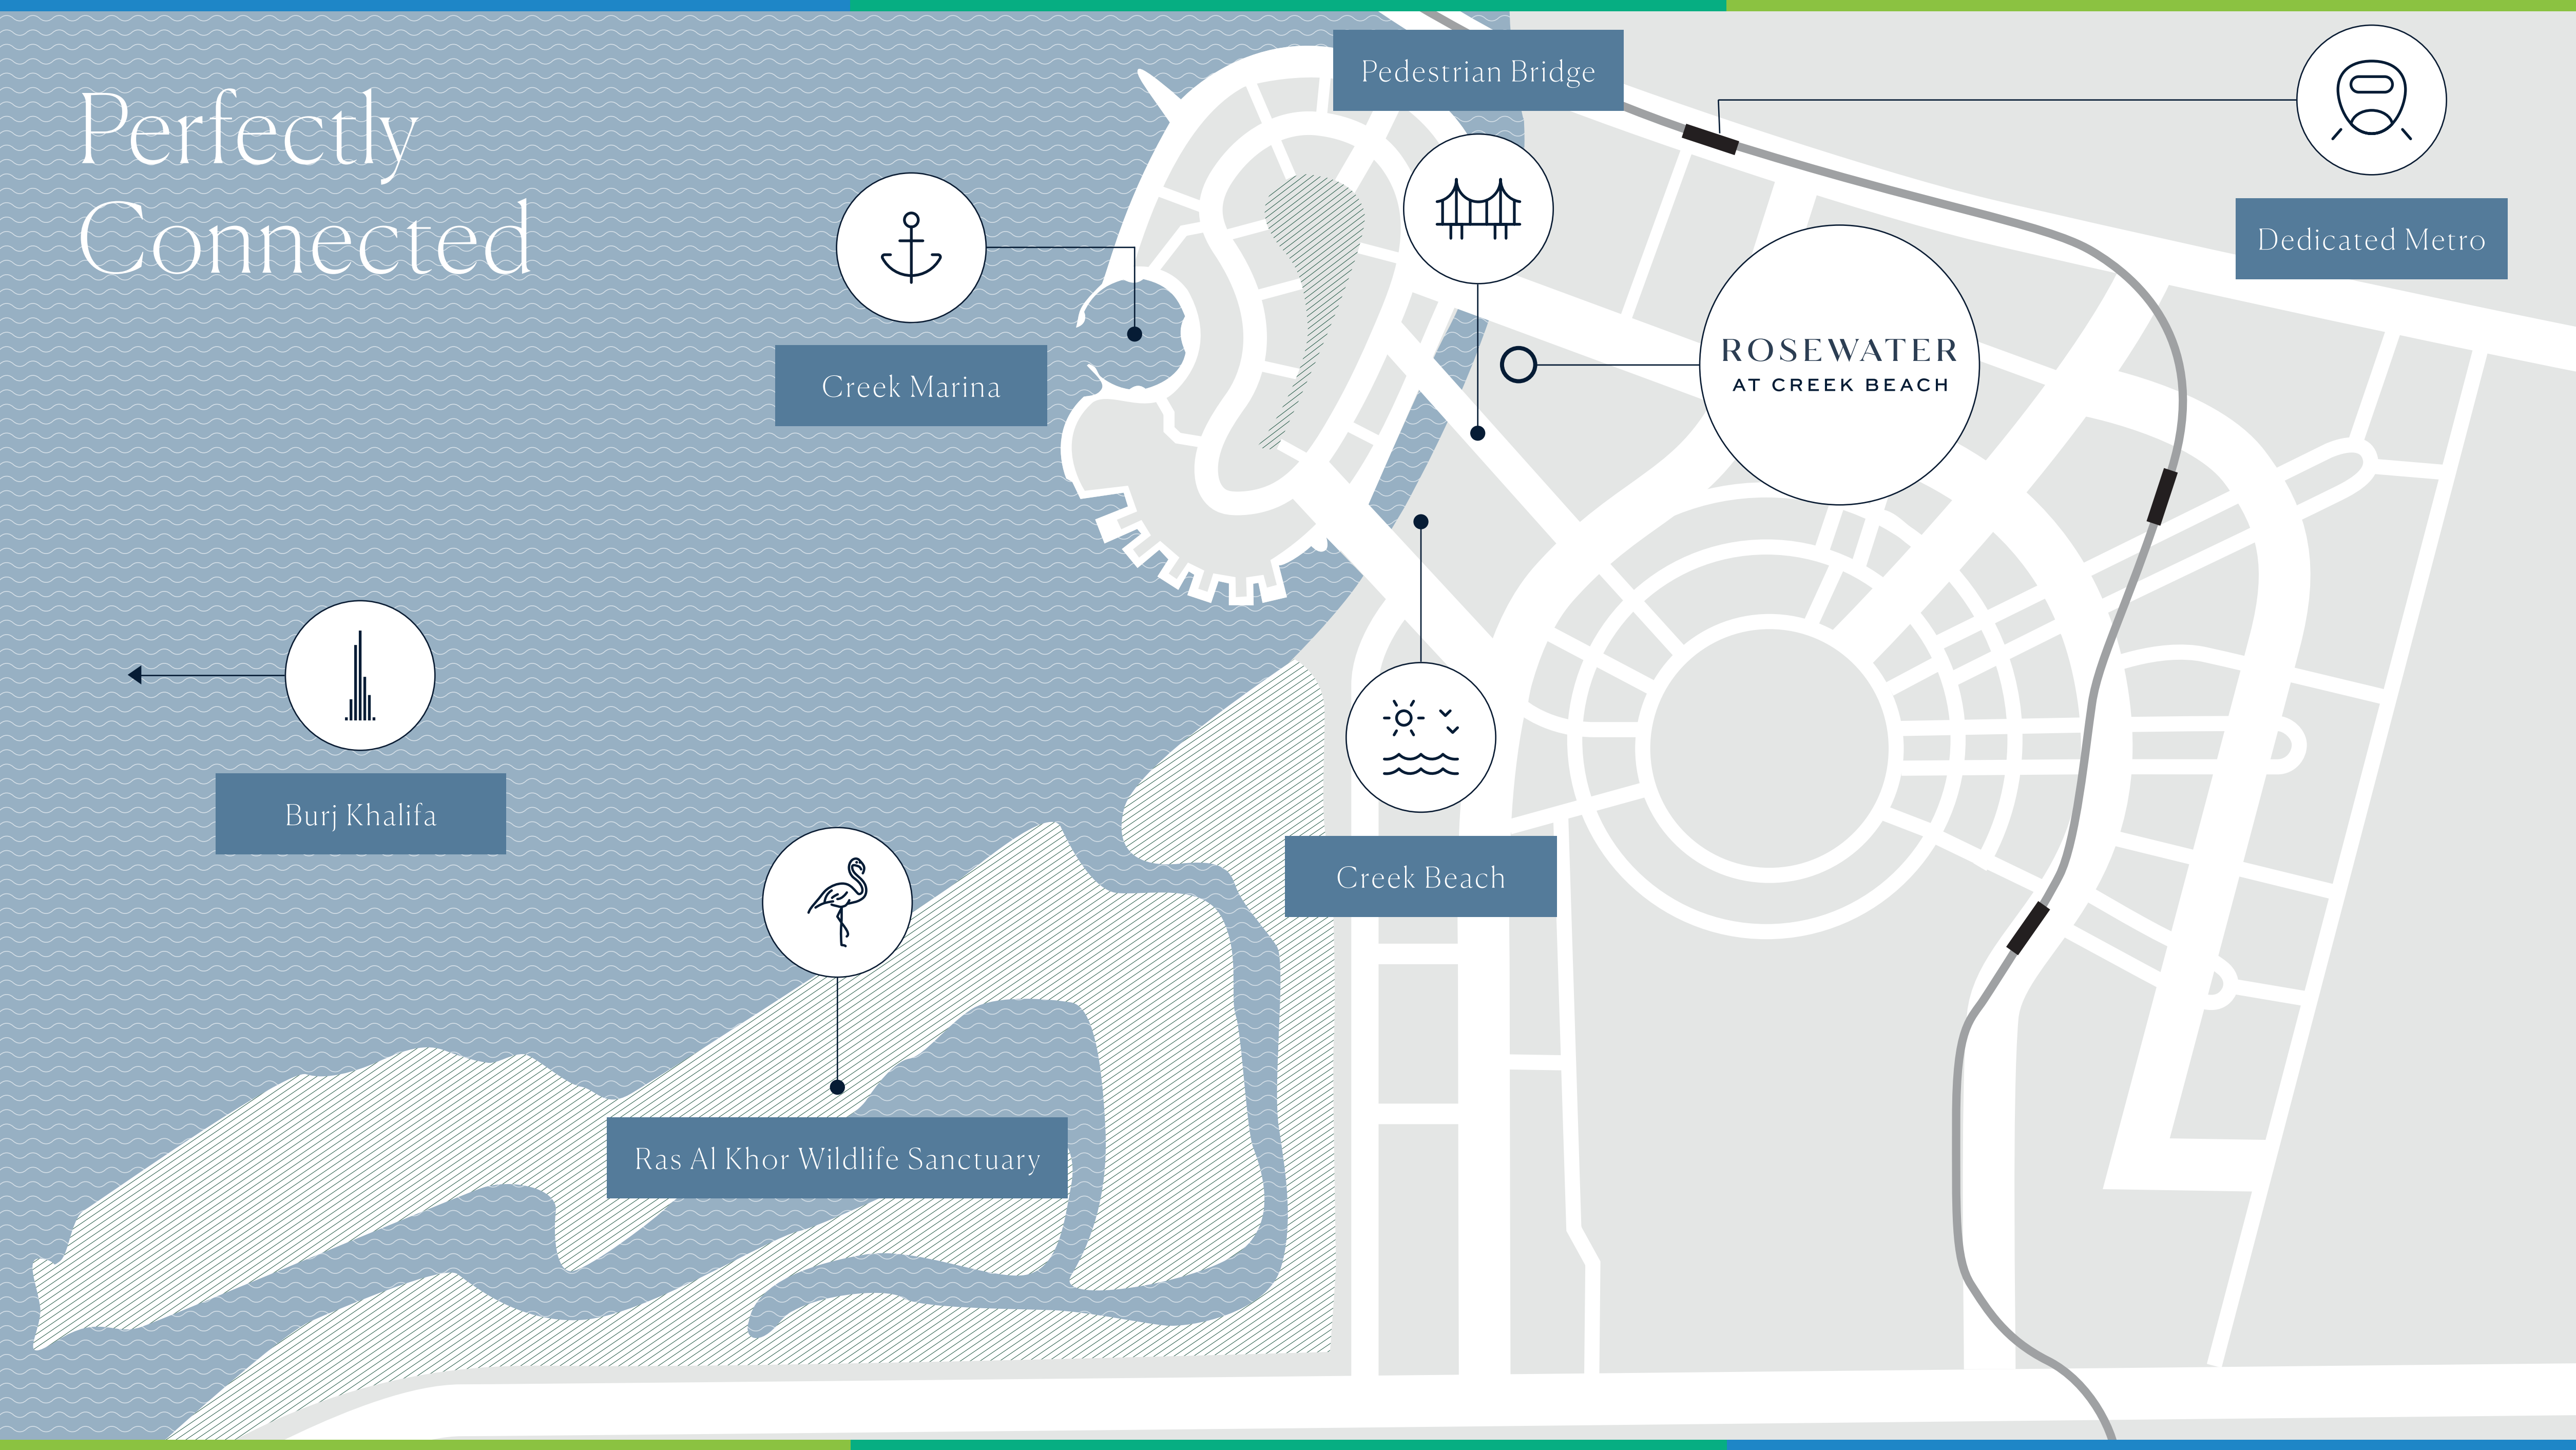 Perfectly
Connected
Pedestrian Bridge
Dedicated Metro
Creek Marina
ROSEWATER
AT CREEK BEACH
Burj Khalifa
Creek Beach
Ras Al Khor Wildlife Sanctuary